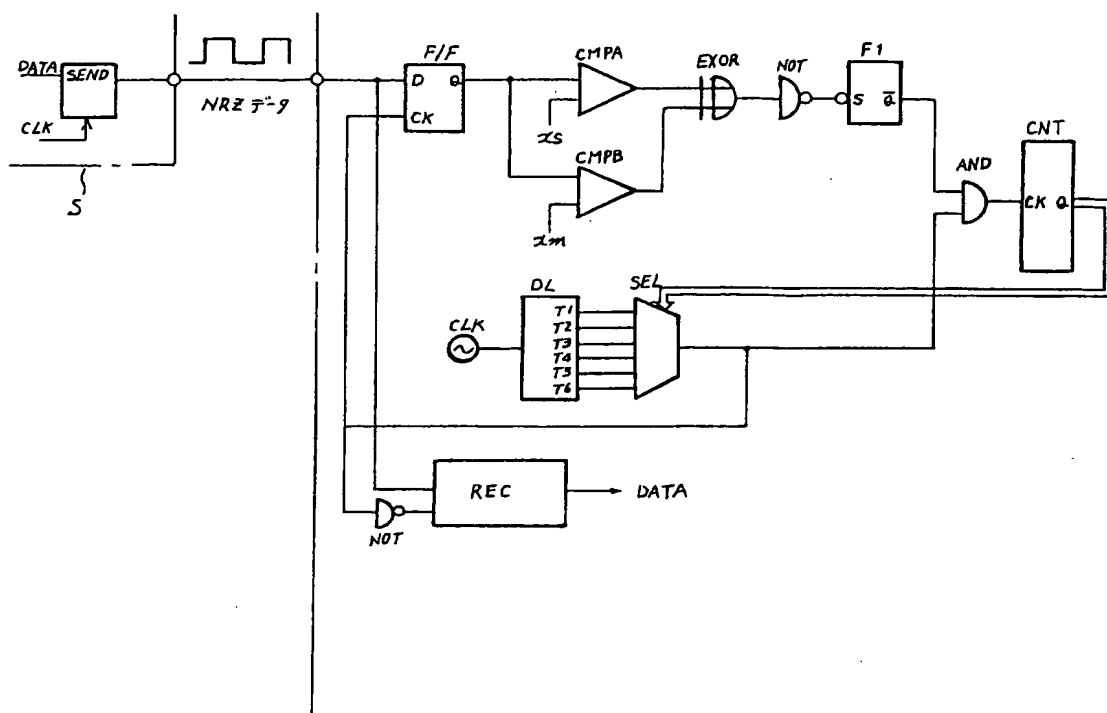 DATA
SEND
CLK
S
NRZ データ
F/F
D Q
CK
CMPA
xs
CMPB
xm
EXOR
NOT
F1
S Q̅
AND
CNT
CK Q
CLK
DL
T1
T2
T3
T4
T5
T6
SEL
NOT
REC
DATA